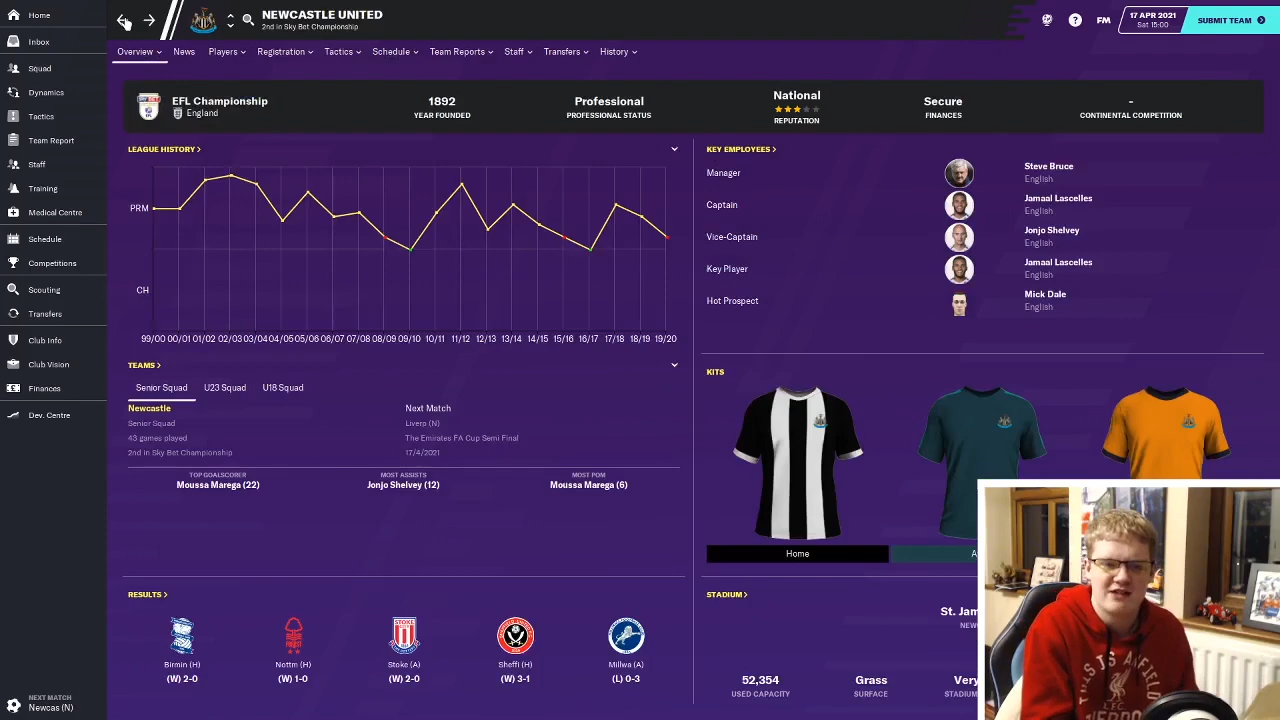 Home
NEWCASTLE UNITED
2nd in Sky Bet Championship
FM
17 APR 2021
Sat 15:00
SUBMIT TEAM
Inbox
Squad
Dynamics
Tactics
Team Report
Staff
Training
Medical Centre
Schedule
Competitions
Scouting
Transfers
Club Info
Club Vision
Finances
Dev. Centre
NEXT MATCH
Newcas (N)
Overview News Players Registration Tactics Schedule Team Reports Staff Transfers History
EFL Championship
England
1892
YEAR FOUNDED
Professional
PROFESSIONAL STATUS
National
REPUTATION
Secure
FINANCES
-
CONTINENTAL COMPETITION
LEAGUE HISTORY >
PRM
CH
99/00 00/01 01/02 02/03 03/04 04/05 05/06 06/07 07/08 08/09 09/10 10/11 11/12 12/13 13/14 14/15 15/16 16/17 17/18 18/19 19/20
KEY EMPLOYEES >
Manager Steve Bruce
English
Captain Jamaal Lascelles
English
Vice-Captain Jonjo Shelvey
English
Key Player Jamaal Lascelles
English
Hot Prospect Mick Dale
English
TEAMS >
Senior Squad U23 Squad U18 Squad
Newcastle Next Match
Senior Squad Liverp (N)
43 games played The Emirates FA Cup Semi Final
2nd in Sky Bet Championship 17/4/2021
TOP GOALSCORER MOST ASSISTS MOST POM
Moussa Marega (22) Jonjo Shelvey (12) Moussa Marega (6)
KITS
Home
A
RESULTS >
Birmin (H) Nottm (H) Stoke (A) Sheffi (H) Millwa (A)
(W) 2-0 (W) 1-0 (W) 2-0 (W) 3-1 (L) 0-3
STADIUM >
St. Jam
NEWC
52,354
USED CAPACITY
Grass
SURFACE
Very
STADIUM
THIS IS ANFIELD
L.F.C.